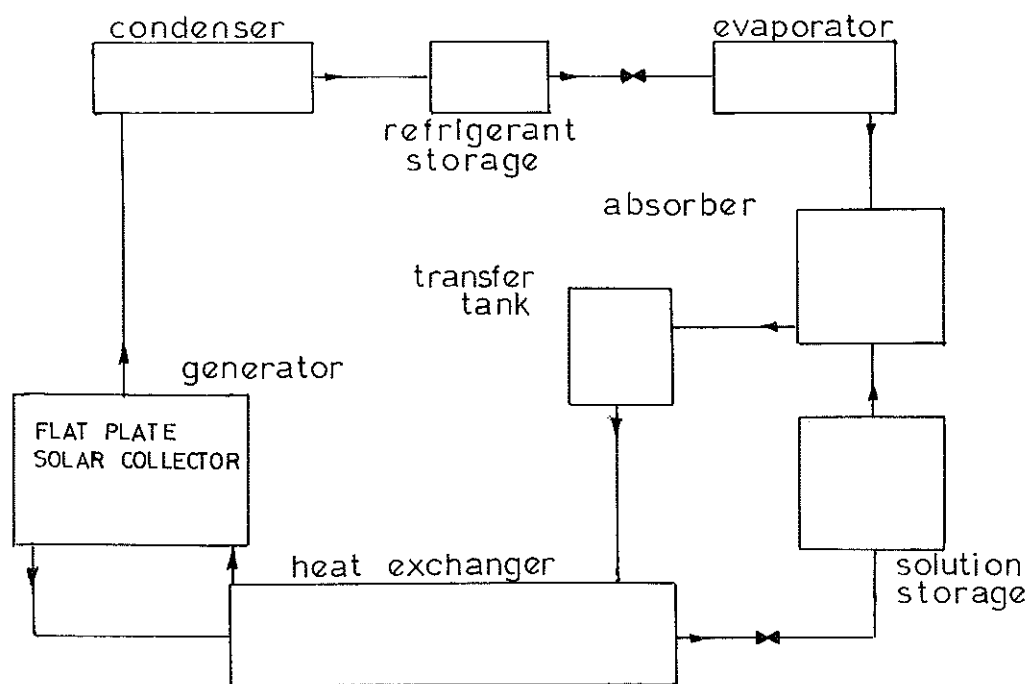 condenser
evaporator
refrigerant
storage
absorber
transfer
tank
generator
FLAT PLATE
SOLAR COLLECTOR
heat exchanger
solution
storage